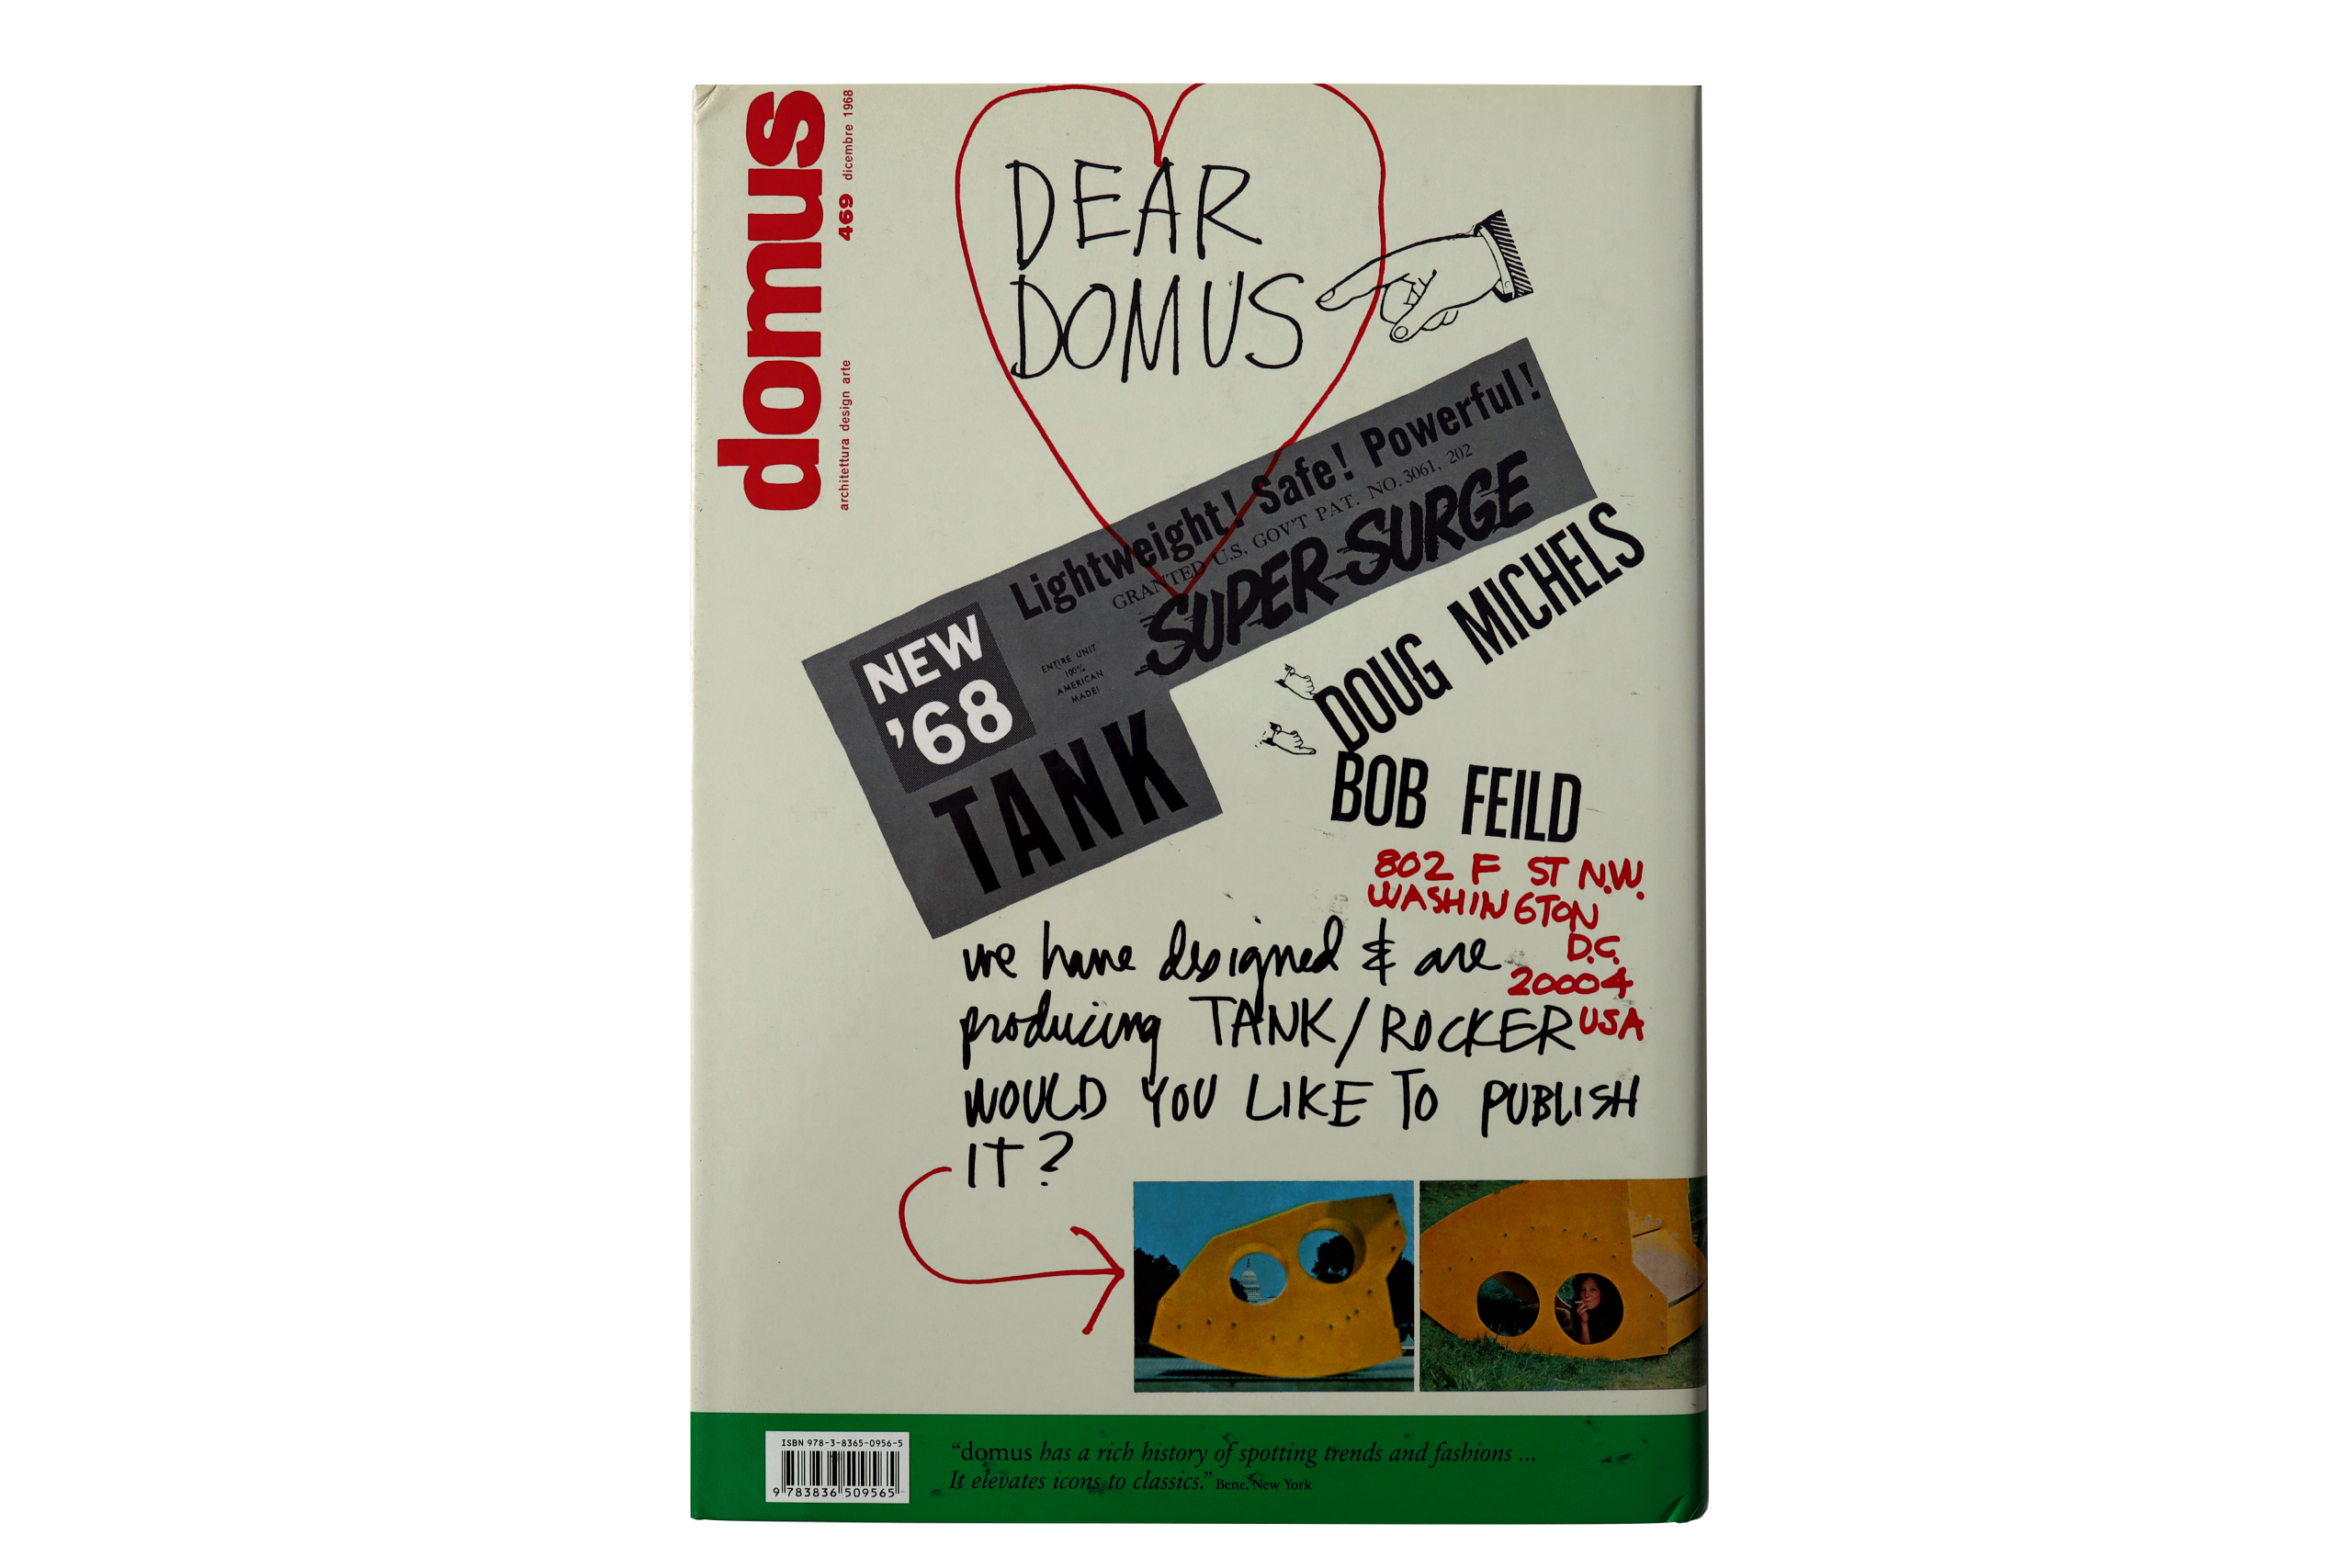 domus
469 dicembre 1968
architettura design arte
DEAR
DOMUS
Lightweight! Safe! Powerful!
GRANTED U.S. GOV'T PAT. NO. 3061, 202
SUPER-SURGE
NEW
'68
ENTIRE UNIT
100%
AMERICAN
MADE!
TANK
DOUG MICHELS
BOB FEILD
802 F ST N.W.
WASHINGTON
D.C.
20004
USA
we have designed & are
producing TANK/ROCKER
WOULD YOU LIKE TO PUBLISH
IT?
ISBN 978-3-8365-0956-5
9 783836 509565
“domus has a rich history of spotting trends and fashions ...
It elevates icons to classics.” Bene, New York